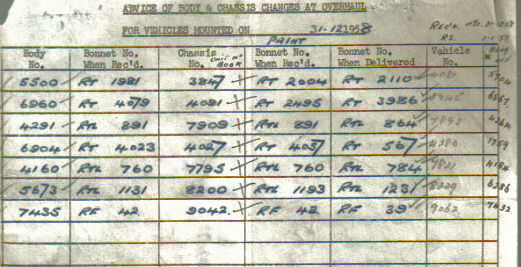 ADVICE OF BODY & CHASSIS CHANGES AT OVERHAUL
FOR VEHICLES MOUNTED ON 31.12.1958
PAINT
Body No. Bonnet No. When Rec'd. Chassis No. Bonnet No. When Rec'd. Bonnet No. When Delivered Vehicle No.
5500 RT 1981 3847 RT 2004 RT 2110
6960 RT 4079 4091 RT 2495 RT 3986
4291 RTL 891 7909 RTL 891 RTL 864
6904 RT 4023 4027 RT 4037 RT 567 4380
4160 RTL 760 7795 RTL 760 RTL 784
5673 RTL 1131 8200 RTL 1193 RTL 1231
7435 RF 42 9042 RF 42 RF 39 9062 7432